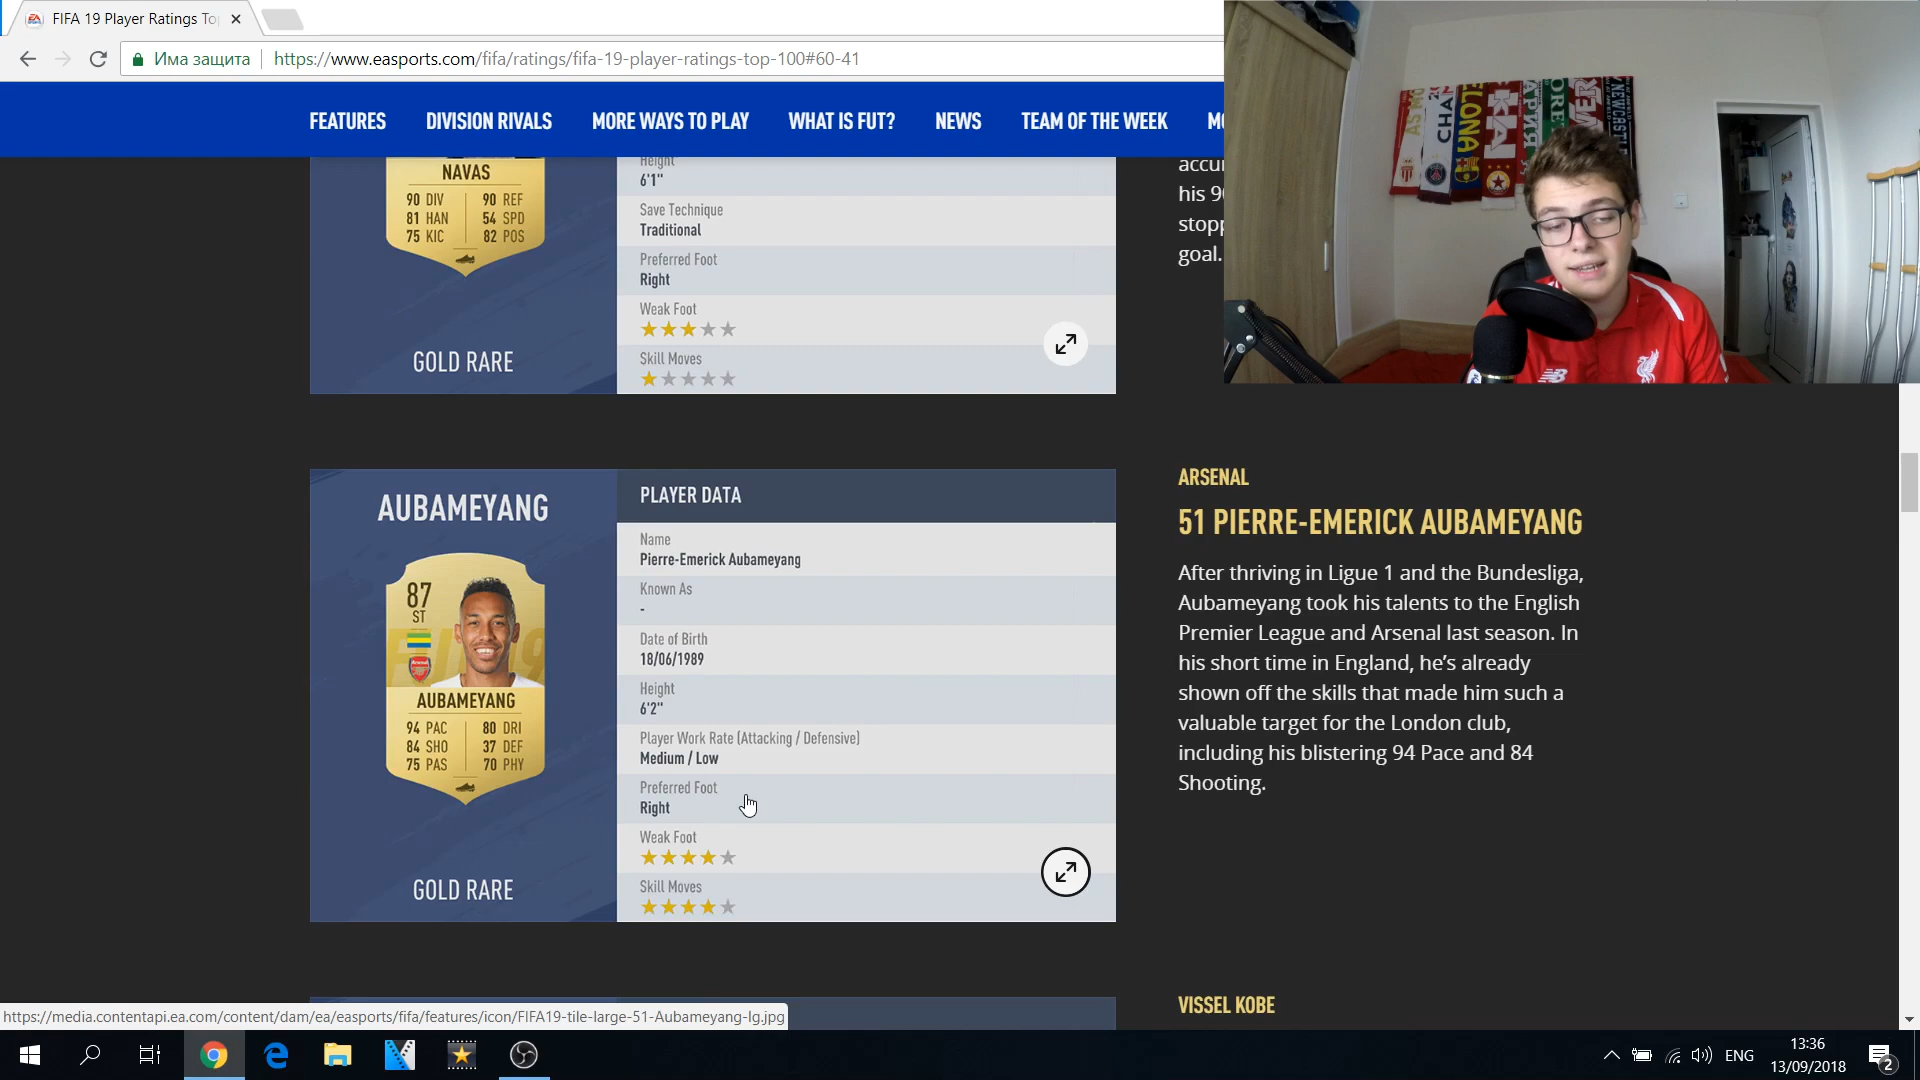 FIFA 19 Player Ratings To
Има защита
https://www.easports.com/fifa/ratings/fifa-19-player-ratings-top-100#60-41
FEATURES
DIVISION RIVALS
MORE WAYS TO PLAY
WHAT IS FUT?
NEWS
TEAM OF THE WEEK
MO
NAVAS
90 DIV 90 REF
81 HAN 54 SPD
75 KIC 82 POS
GOLD RARE
Height
6'1"
Save Technique
Traditional
Preferred Foot
Right
Weak Foot
Skill Moves
his 90
goal.
AUBAMEYANG
87
ST
AUBAMEYANG
94 PAC 80 DRI
84 SHO 37 DEF
75 PAS 70 PHY
GOLD RARE
PLAYER DATA
Name
Pierre-Emerick Aubameyang
Known As
-
Date of Birth
18/06/1989
Height
6'2"
Player Work Rate (Attacking / Defensive)
Medium / Low
Preferred Foot
Right
Weak Foot
Skill Moves
ARSENAL
51 PIERRE-EMERICK AUBAMEYANG
After thriving in Ligue 1 and the Bundesliga,
Aubameyang took his talents to the English
Premier League and Arsenal last season. In
his short time in England, he’s already
shown off the skills that made him such a
valuable target for the London club,
including his blistering 94 Pace and 84
Shooting.
VISSEL KOBE
https://media.contentapi.ea.com/content/dam/ea/easports/fifa/features/icon/FIFA19-tile-large-51-Aubameyang-lg.jpg
ENG
13:36
13/09/2018
2
NEWCASTLE